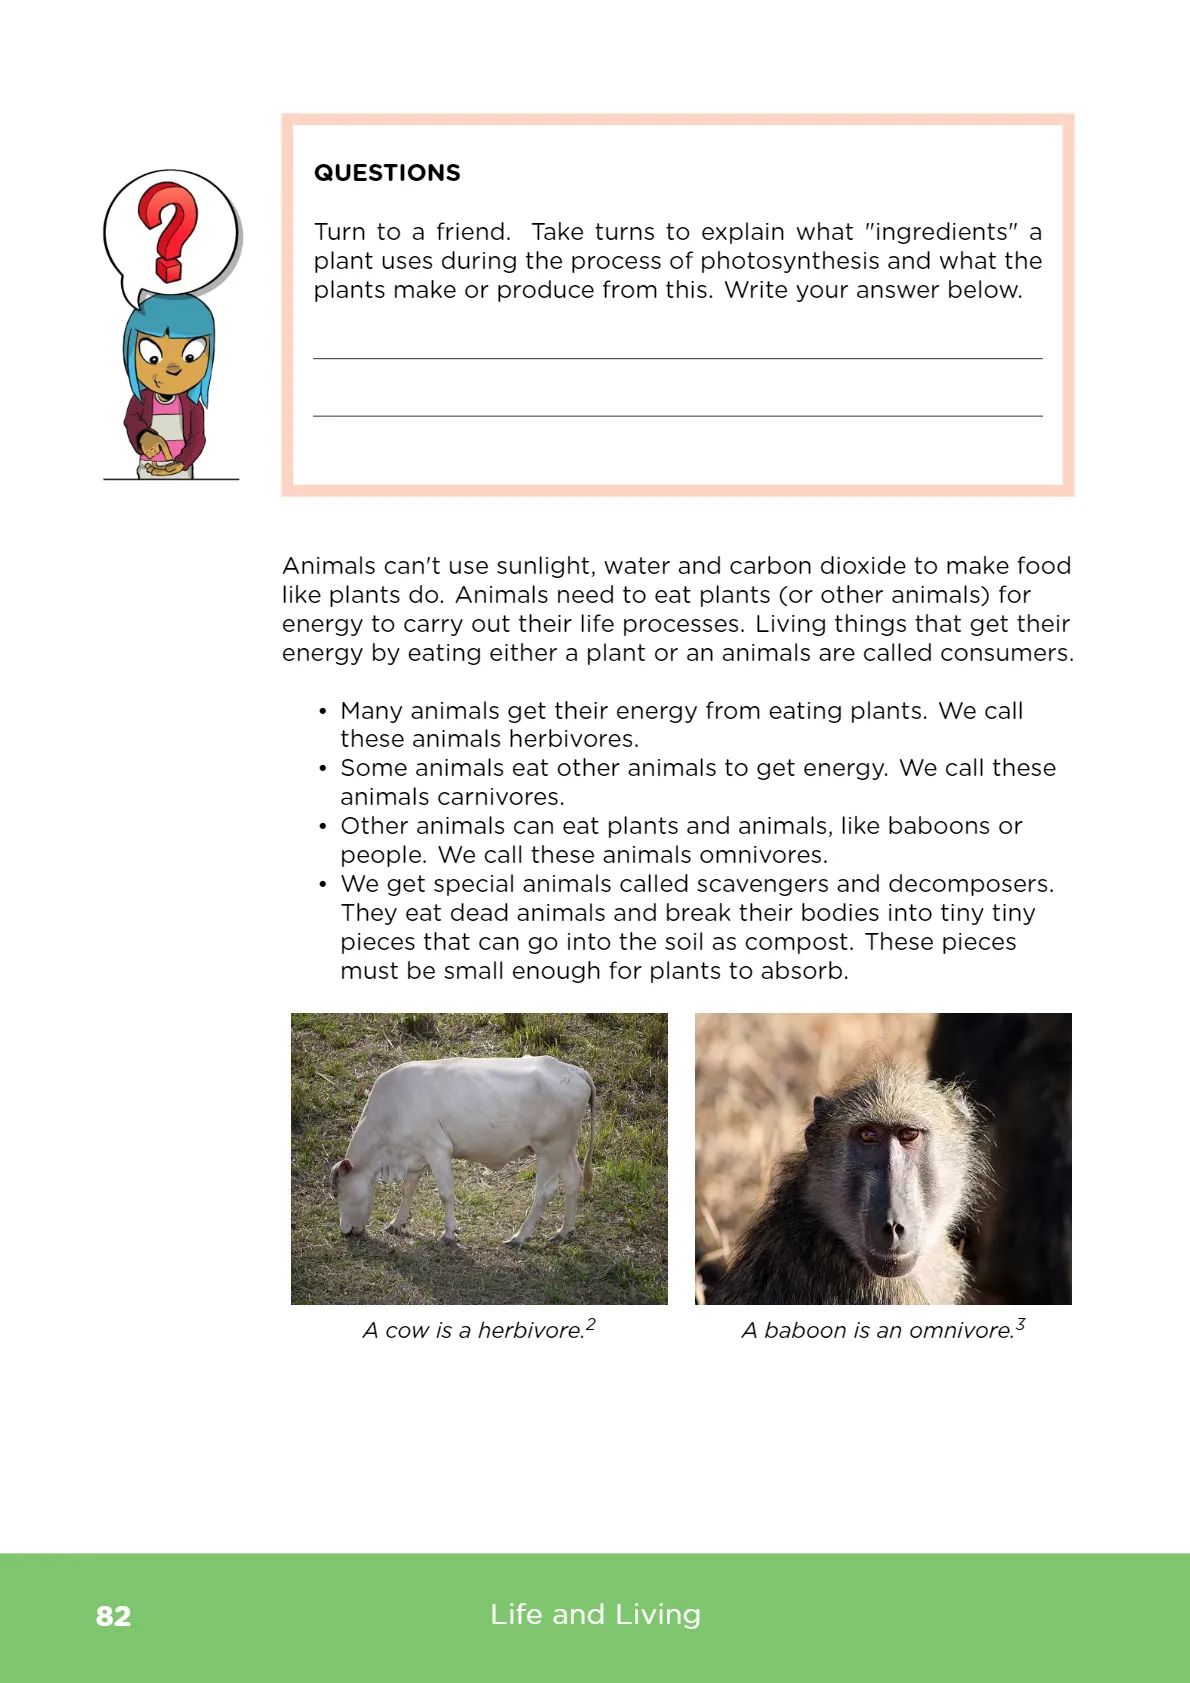 QUESTIONS
Turn to a friend. Take turns to explain what "ingredients" a
plant uses during the process of photosynthesis and what the
plants make or produce from this. Write your answer below.
Animals can't use sunlight, water and carbon dioxide to make food
like plants do. Animals need to eat plants (or other animals) for
energy to carry out their life processes. Living things that get their
energy by eating either a plant or an animals are called consumers.
• Many animals get their energy from eating plants. We call
these animals herbivores.
• Some animals eat other animals to get energy. We call these
animals carnivores.
• Other animals can eat plants and animals, like baboons or
people. We call these animals omnivores.
• We get special animals called scavengers and decomposers.
They eat dead animals and break their bodies into tiny tiny
pieces that can go into the soil as compost. These pieces
must be small enough for plants to absorb.
A cow is a herbivore.2
A baboon is an omnivore.3
82
Life and Living